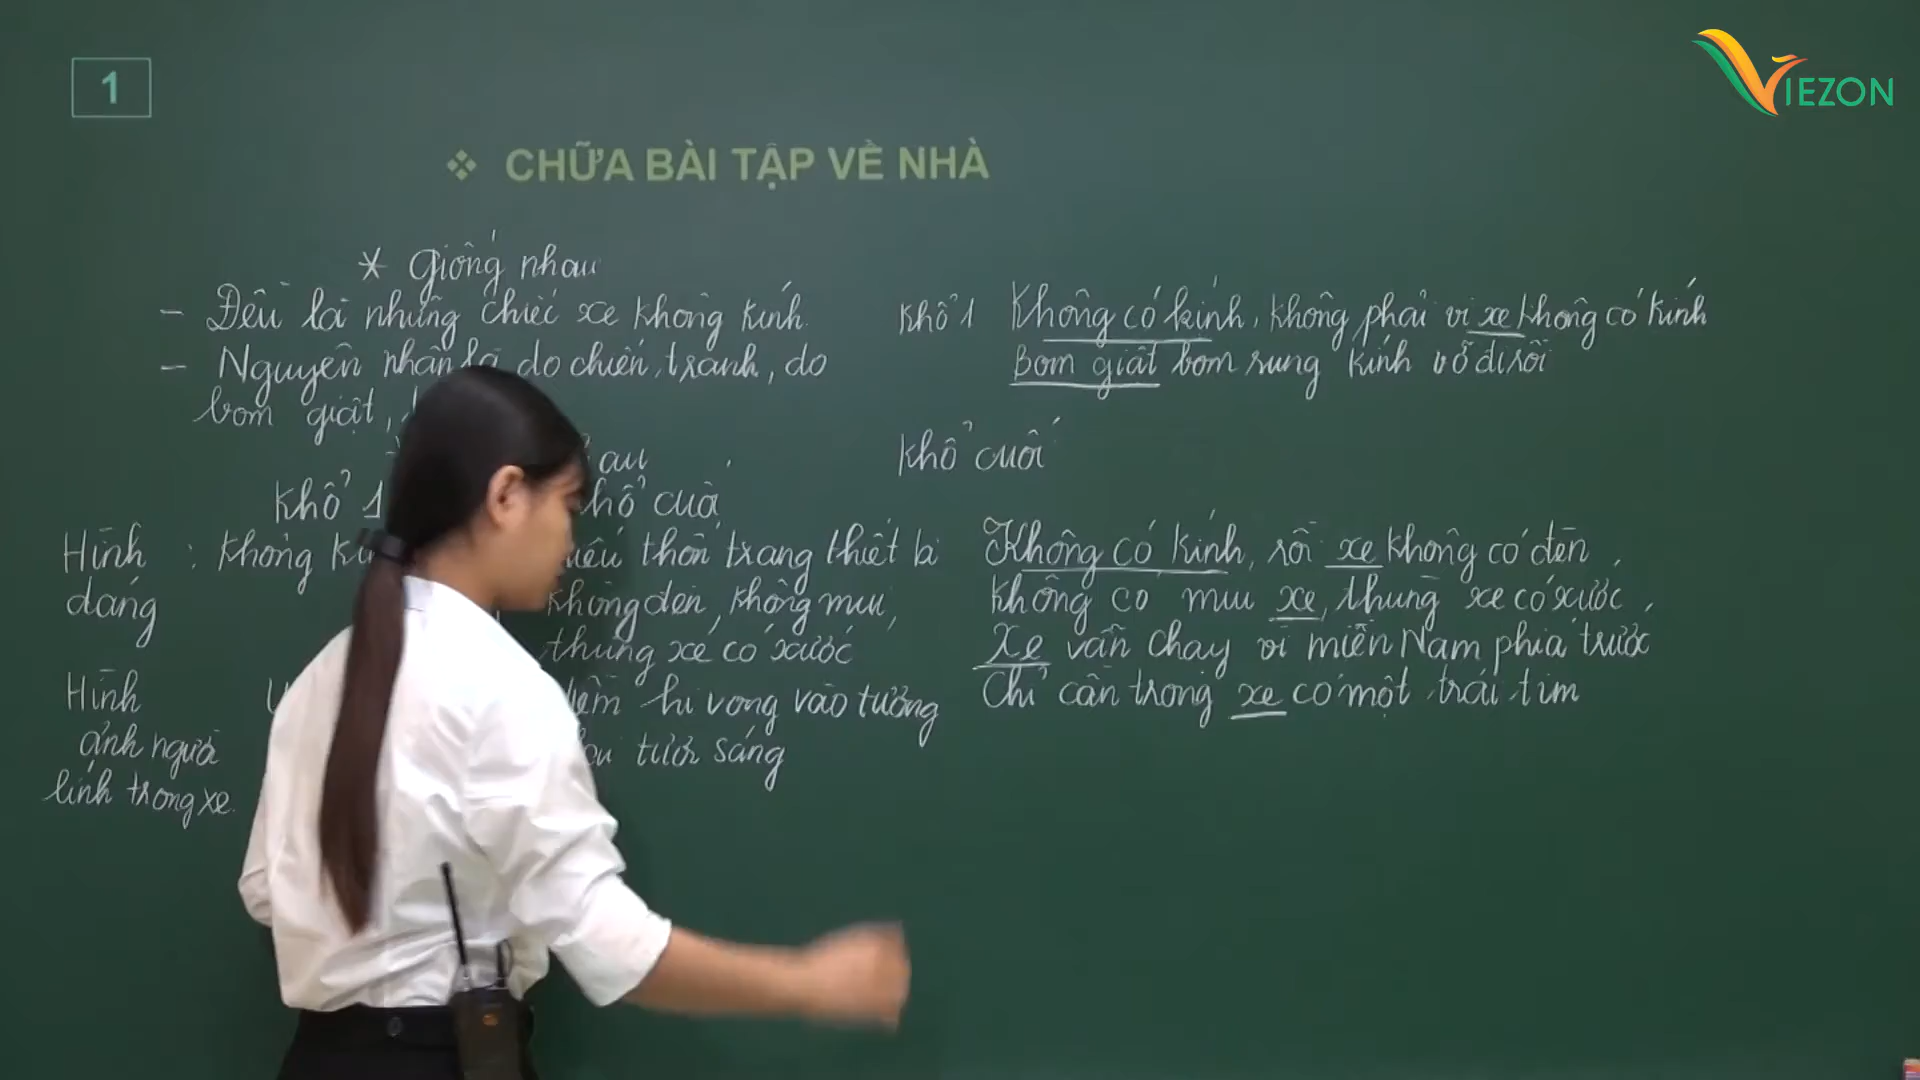 1
VIEZON
❖ CHỮA BÀI TẬP VỀ NHÀ
* Giống nhau
- Đều là những chiếc xe không kính
- Nguyên nhân là do chiến tranh, do
bom giật,
au
Khổ 1 khổ cuối
Hình : không thốn trang thiết bị
dáng không đèn, không mui,
thùng xe có xước
Hình niềm hi vọng vào tương
ảnh người tươi sáng
lính trong xe.
Khổ 1 Không có kính, không phải vì xe không có kính
Bom giật bom rung kính vỡ đi rồi
Khổ cuối
Không có kính, rồi xe không có đèn,
Không có mui xe, thùng xe có xước,
Xe vẫn chạy vì miền Nam phía trước
Chỉ cần trong xe có một trái tim